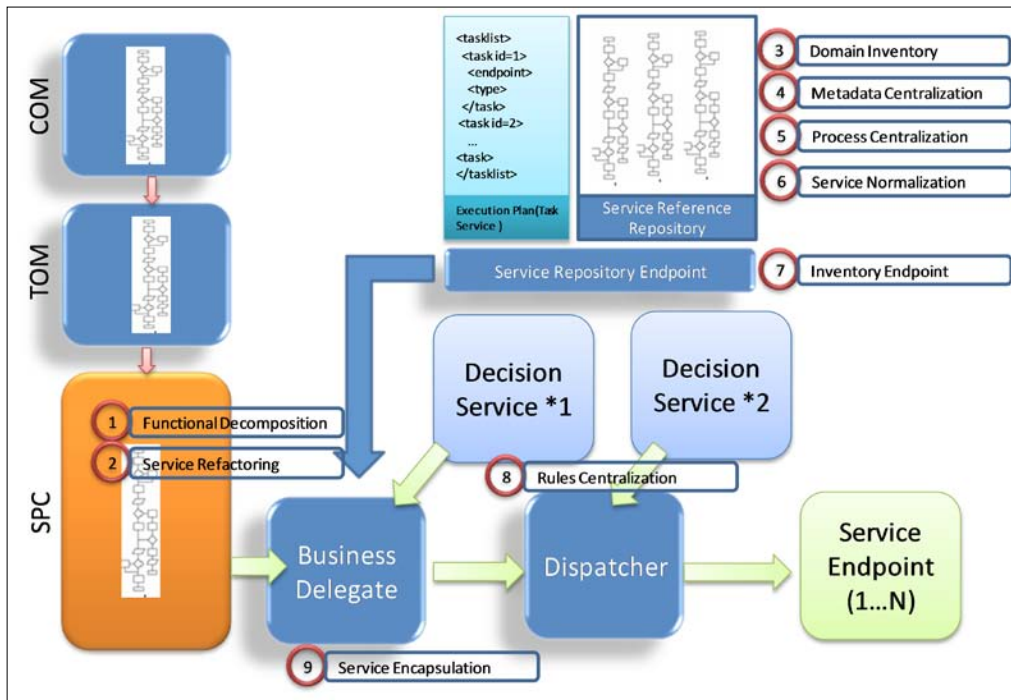 COM
TOM
SPC
<tasklist>
<task id=1>
<endpoint>
<type>
</task>
<task id=2>
...
<task>
</tasklist>
Execution Plan(Task
Service )
Service Reference
Repository
3 Domain Inventory
4 Metadata Centralization
5 Process Centralization
6 Service Normalization
Service Repository Endpoint
7 Inventory Endpoint
1 Functional Decomposition
2 Service Refactoring
Decision
Service *1
Decision
Service *2
8 Rules Centralization
Business
Delegate
Dispatcher
Service
Endpoint
(1...N)
9 Service Encapsulation